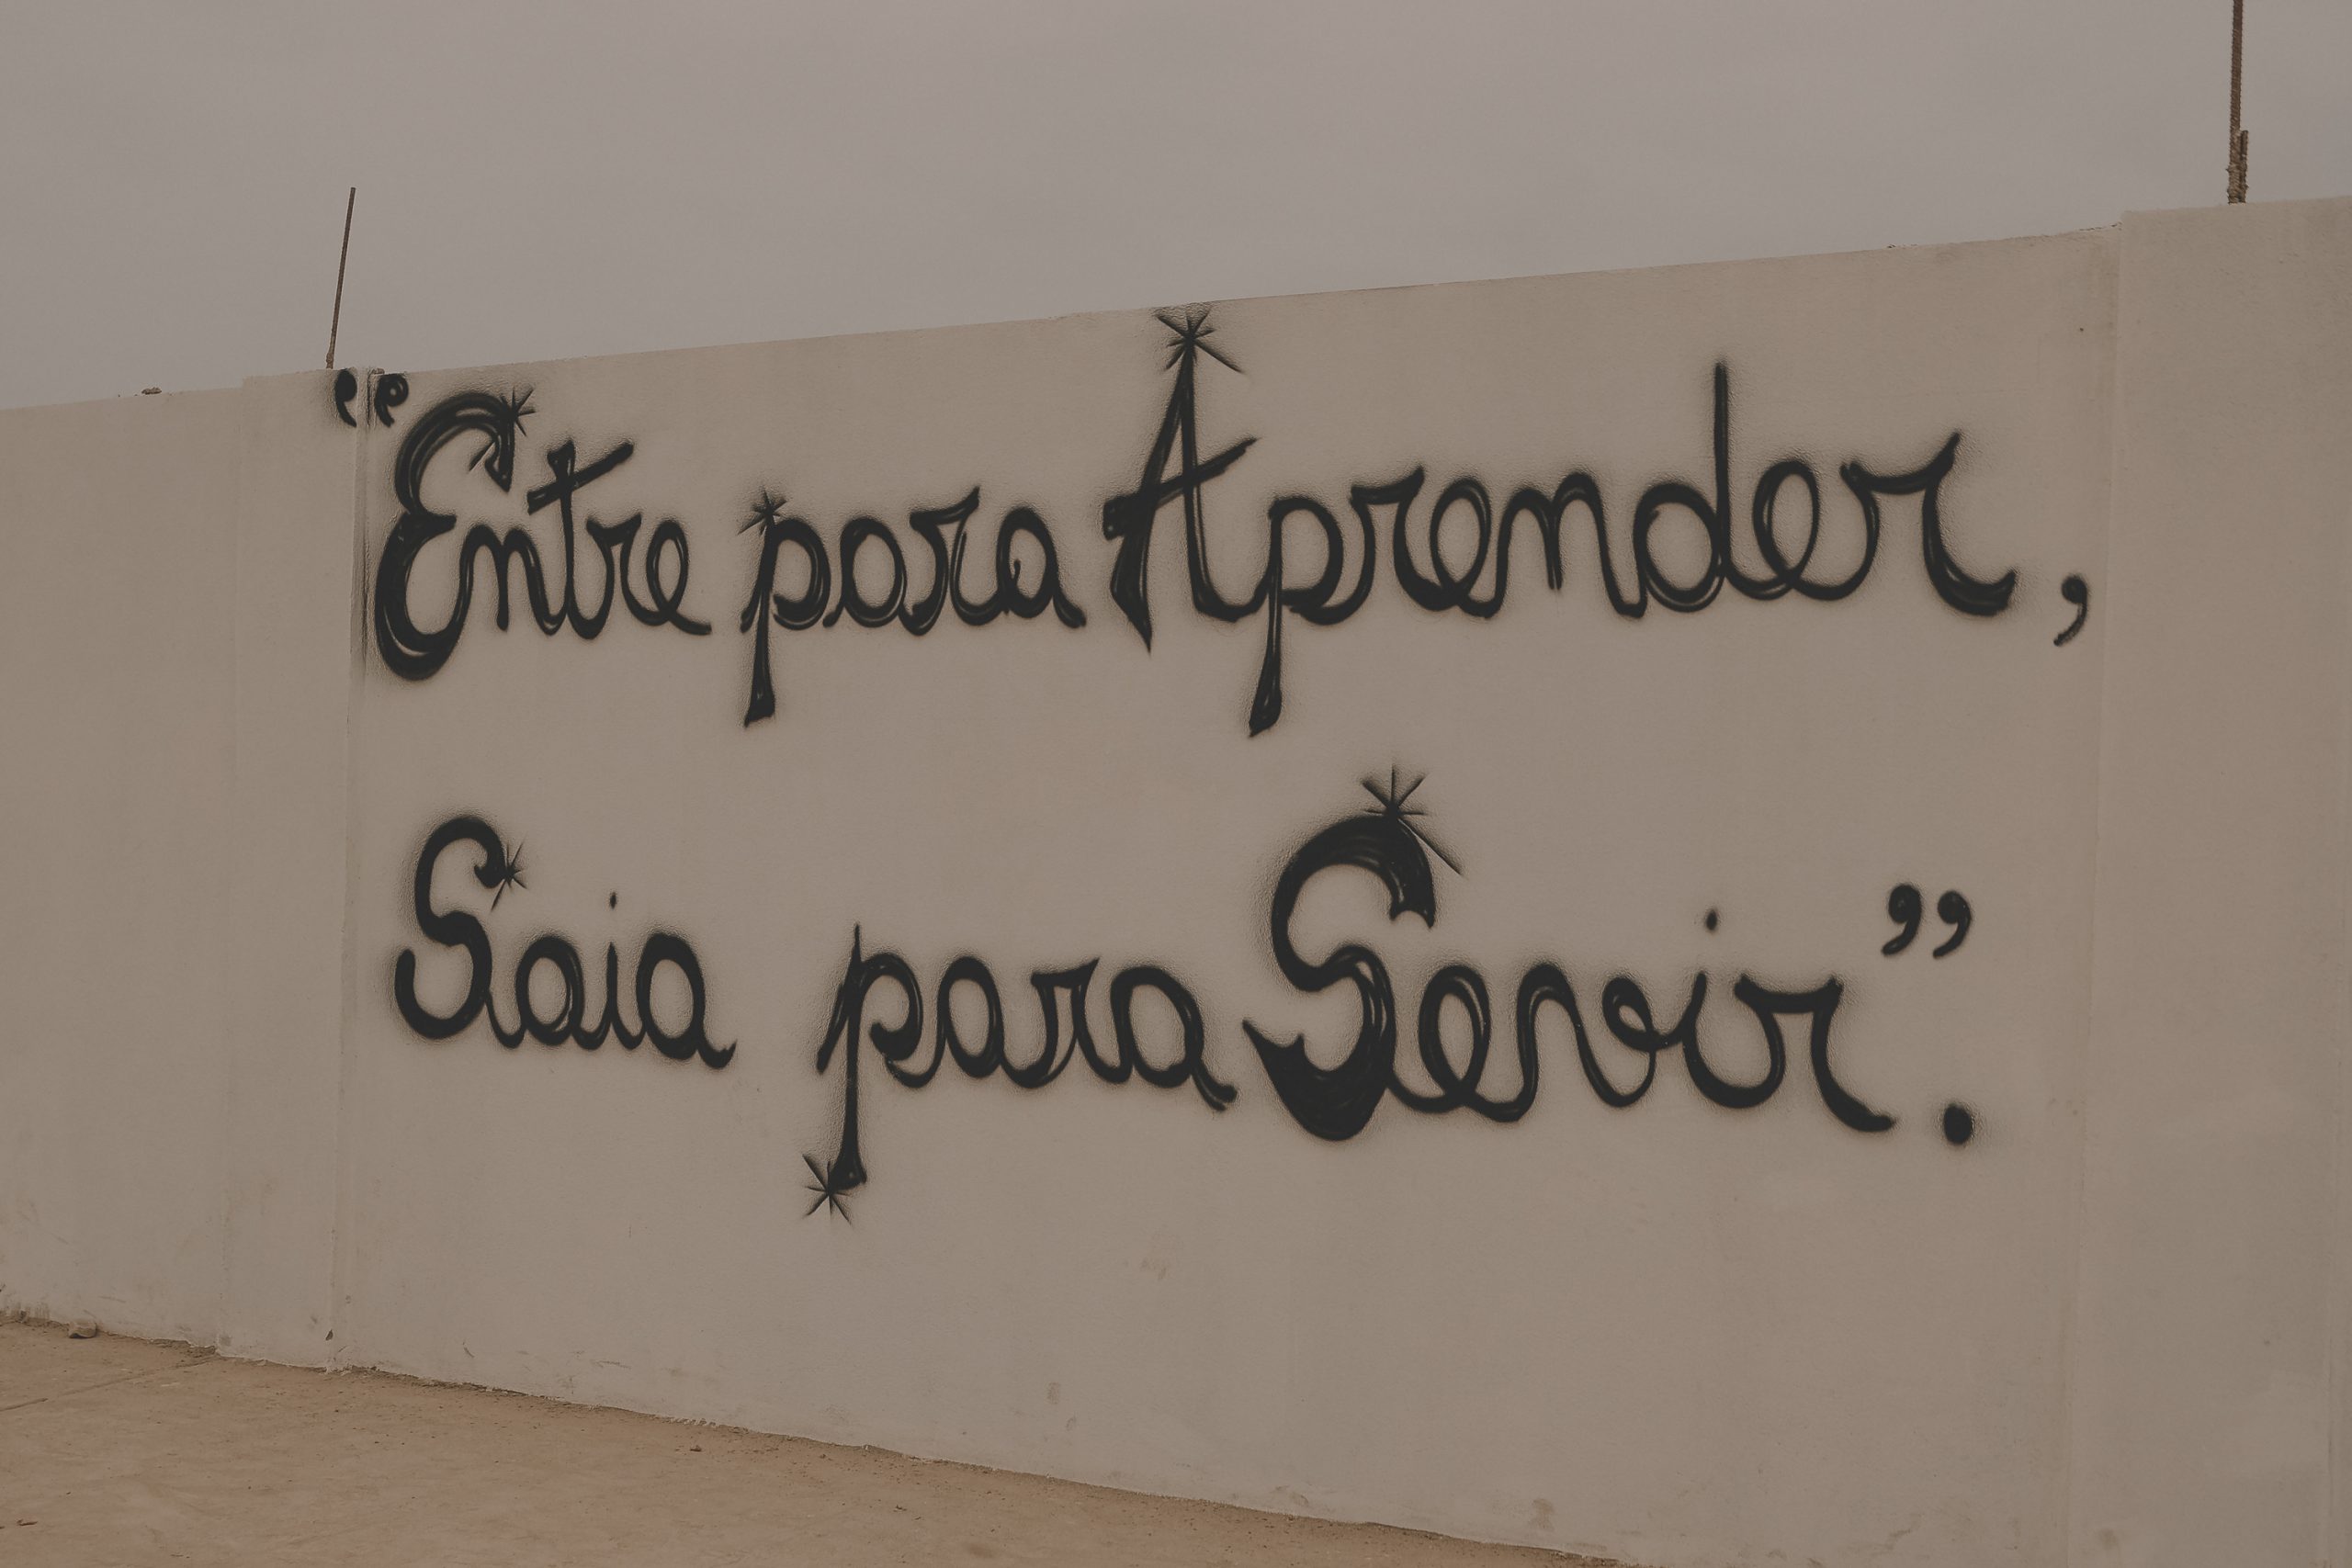 “Entre para Aprender,
Saia para Servir”.